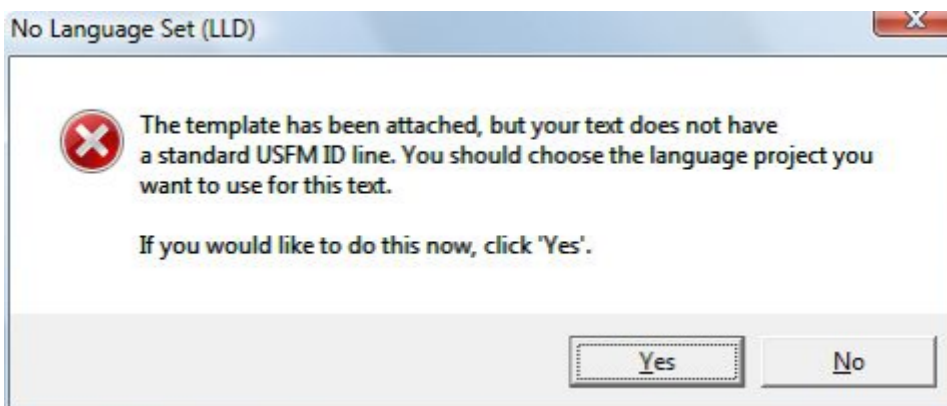 No Language Set (LLD)
The template has been attached, but your text does not have
a standard USFM ID line. You should choose the language project you
want to use for this text.
If you would like to do this now, click 'Yes'.
Yes
No